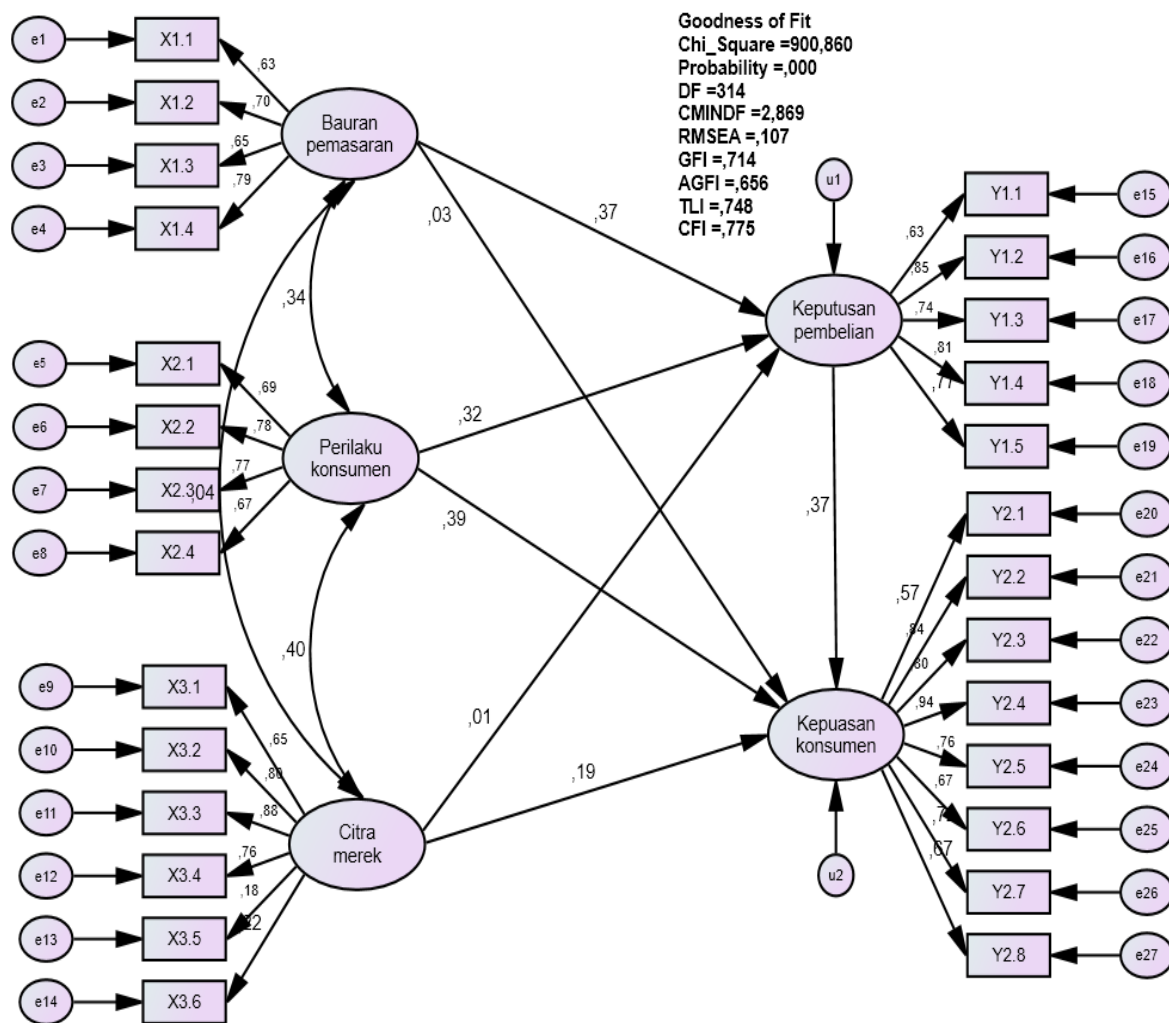 Goodness of Fit
Chi_Square =900,860
Probability =,000
DF =314
CMINDF =2,869
RMSEA =,107
GFI =,714
AGFI =,656
TLI =,748
CFI =,775
e1
X1.1
,63
e2
X1.2
,70
e3
X1.3
,65
e4
X1.4
,79
Bauran
pemasaran
,03
,37
,34
e5
X2.1
,69
e6
X2.2
,78
e7
X2.3
,77
,04
e8
X2.4
,67
Perilaku
konsumen
,32
,39
,40
e9
X3.1
,65
e10
X3.2
,80
e11
X3.3
,88
e12
X3.4
,76
e13
X3.5
,18
e14
X3.6
Citra
merek
,01
,19
u1
Keputusan
pembelian
,37
Y1.1
e15
,63
Y1.2
e16
,85
Y1.3
e17
,74
Y1.4
e18
,81
Y1.5
e19
Kepuasan
konsumen
u2
Y2.1
e20
,57
Y2.2
e21
,84
Y2.3
e22
,80
Y2.4
e23
,94
Y2.5
e24
,76
Y2.6
e25
,67
Y2.7
e26
Y2.8
e27
,67